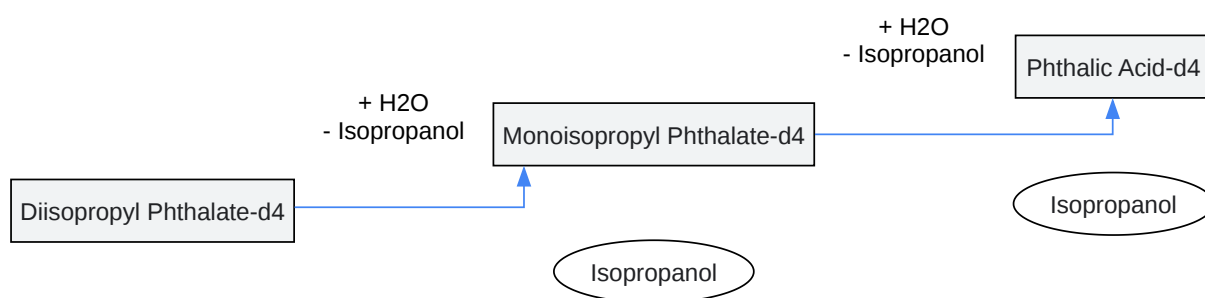 + H2O
- Isopropanol
Phthalic Acid-d4
+ H2O
- Isopropanol
Monoisopropyl Phthalate-d4
Diisopropyl Phthalate-d4
Isopropanol
Isopropanol